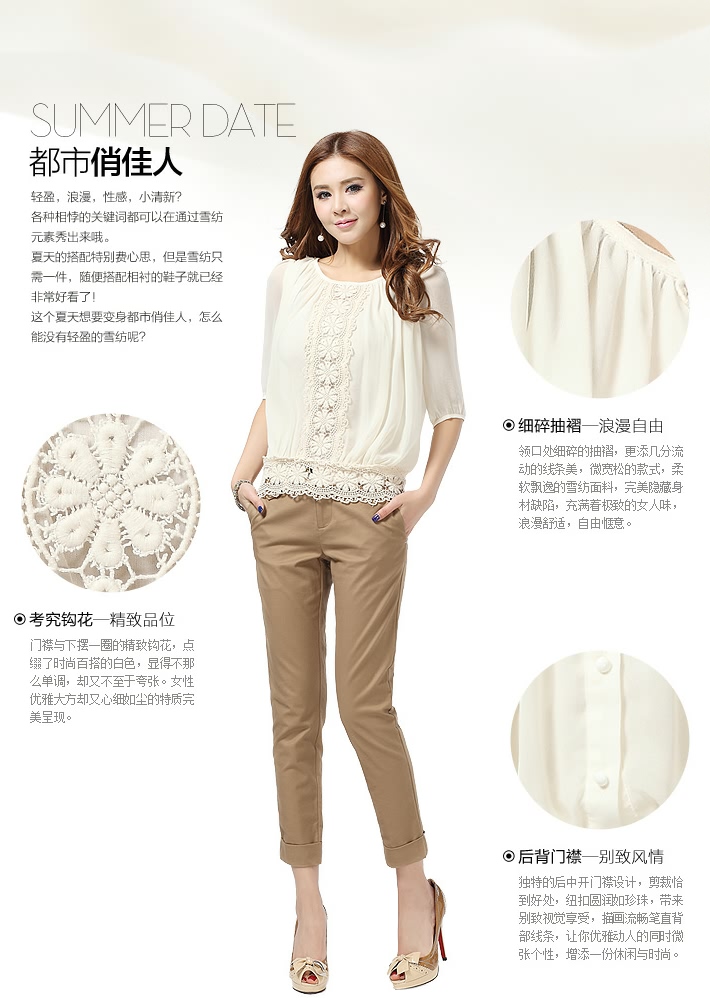 SUMMER DATE
都市俏佳人
轻盈，浪漫，性感，小清新？
各种相悖的关键词都可以在通过雪纺
元素秀出来哦。
夏天的搭配特别费心思，但是雪纺只
需一件，随便搭配相衬的鞋子就已经
非常好看了！
这个夏天想要变身都市俏佳人，怎么
能没有轻盈的雪纺呢？
细碎抽褶—浪漫自由
领口处细碎的抽褶，更添几分流
动的线条美，微宽松的款式，柔
软飘逸的雪纺面料，完美隐藏身
材缺陷，充满着极致的女人味，
浪漫舒适，自由惬意。
考究钩花—精致品位
门襟与下摆一圈的精致钩花，点
缀了时尚百搭的白色，显得不那
么单调，却又不至于夸张。女性
优雅大方却又心细如尘的特质完
美呈现。
后背门襟—别致风情
独特的后中开门襟设计，剪裁恰
到好处，纽扣圆润如珍珠，带来
别致视觉享受，描画流畅笔直背
部线条，让你优雅动人的同时微
张个性，增添一份休闲与时尚。